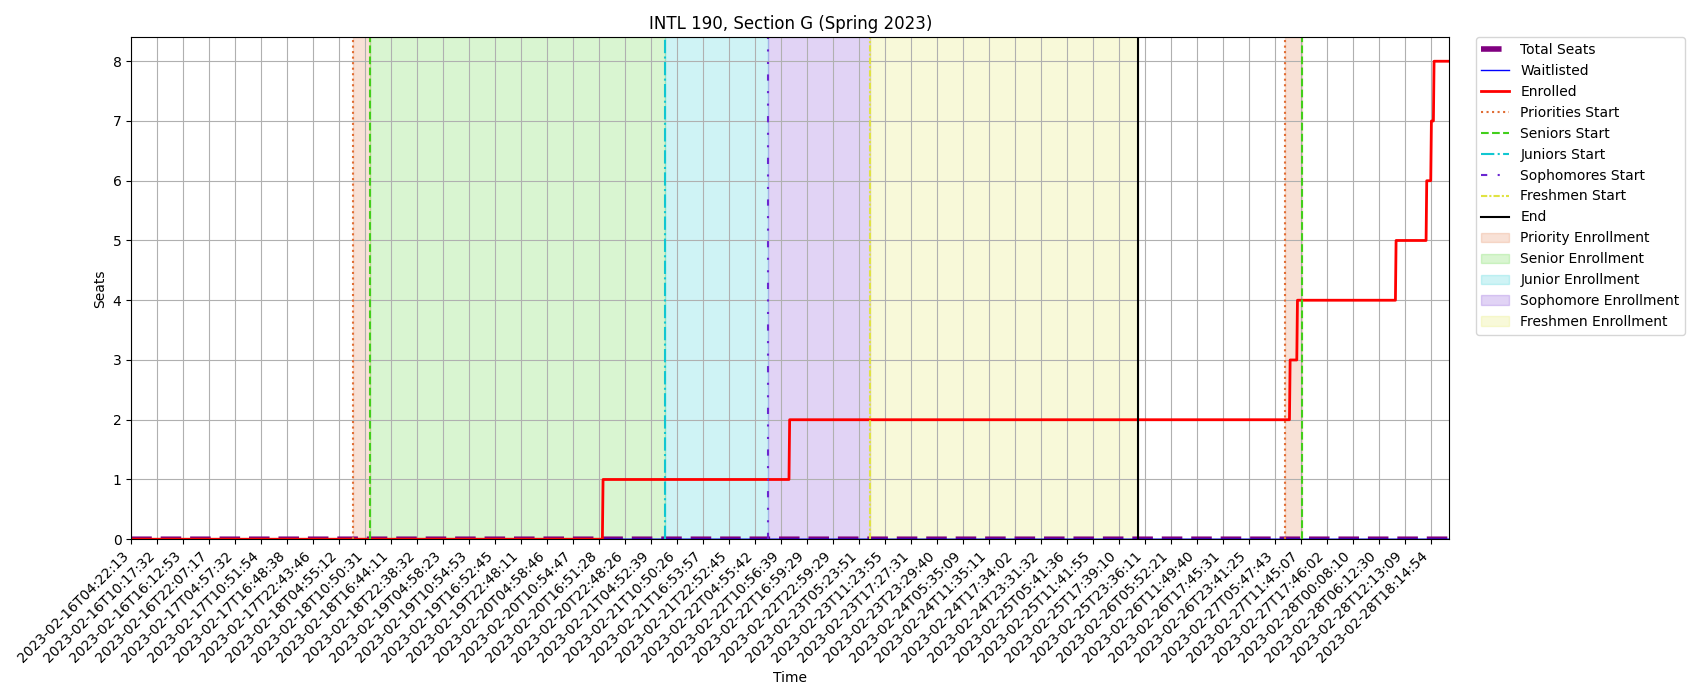 INTL 190, Section G (Spring 2023)
Seats
8
7
6
5
4
3
2
1
0
2023-02-16T04:22:13
2023-02-16T10:17:32
2023-02-16T16:12:53
2023-02-16T22:07:17
2023-02-17T04:57:32
2023-02-17T10:51:54
2023-02-17T16:48:38
2023-02-17T22:43:46
2023-02-18T04:55:12
2023-02-18T10:50:31
2023-02-18T16:44:11
2023-02-18T22:38:32
2023-02-19T04:58:23
2023-02-19T10:54:53
2023-02-19T16:52:45
2023-02-19T22:48:11
2023-02-20T04:58:46
2023-02-20T10:54:47
2023-02-20T16:51:28
2023-02-20T22:48:26
2023-02-21T04:52:39
2023-02-21T10:50:26
2023-02-21T16:53:57
2023-02-21T22:52:45
2023-02-22T04:55:42
2023-02-22T10:56:39
2023-02-22T16:59:29
2023-02-22T22:59:29
2023-02-23T05:23:51
2023-02-23T11:23:55
2023-02-23T17:27:31
2023-02-23T23:29:40
2023-02-24T05:35:09
2023-02-24T11:35:11
2023-02-24T17:34:02
2023-02-24T23:31:32
2023-02-25T05:41:36
2023-02-25T11:41:55
2023-02-25T17:39:10
2023-02-25T23:36:11
2023-02-26T05:52:21
2023-02-26T11:49:40
2023-02-26T17:45:31
2023-02-26T23:41:25
2023-02-27T05:47:43
2023-02-27T11:45:07
2023-02-27T17:46:02
2023-02-28T00:08:10
2023-02-28T06:12:30
2023-02-28T12:13:09
2023-02-28T18:14:54
Time
Total Seats
Waitlisted
Enrolled
Priorities Start
Seniors Start
Juniors Start
Sophomores Start
Freshmen Start
End
Priority Enrollment
Senior Enrollment
Junior Enrollment
Sophomore Enrollment
Freshmen Enrollment